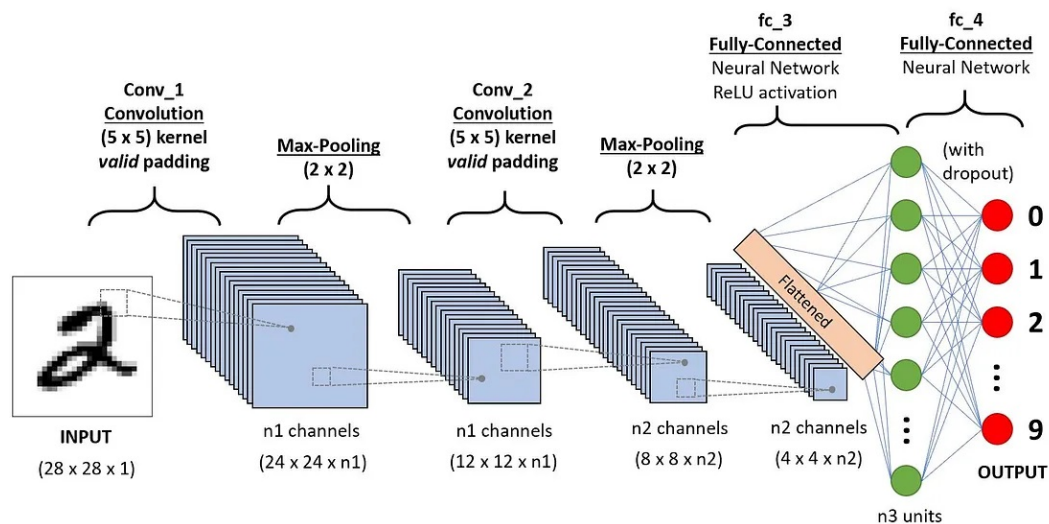 Conv_1
Convolution
(5 x 5) kernel
valid padding
Max-Pooling
(2 x 2)
Conv_2
Convolution
(5 x 5) kernel
valid padding
Max-Pooling
(2 x 2)
fc_3
Fully-Connected
Neural Network
ReLU activation
fc_4
Fully-Connected
Neural Network
(with
dropout)
2
INPUT
(28 x 28 x 1)
n1 channels
(24 x 24 x n1)
n1 channels
(12 x 12 x n1)
n2 channels
(8 x 8 x n2)
n2 channels
(4 x 4 x n2)
Flattened
n3 units
0
1
2
9
OUTPUT